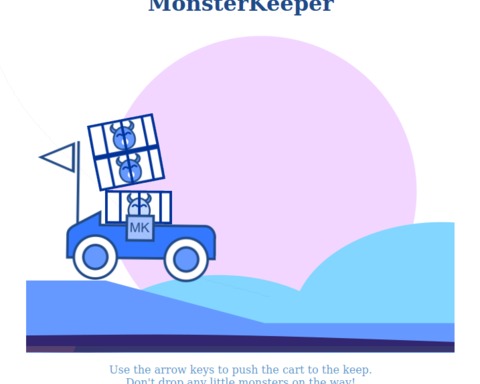 MonsterKeeper
MK
Use the arrow keys to push the cart to the keep.
Don't drop any little monsters on the way!